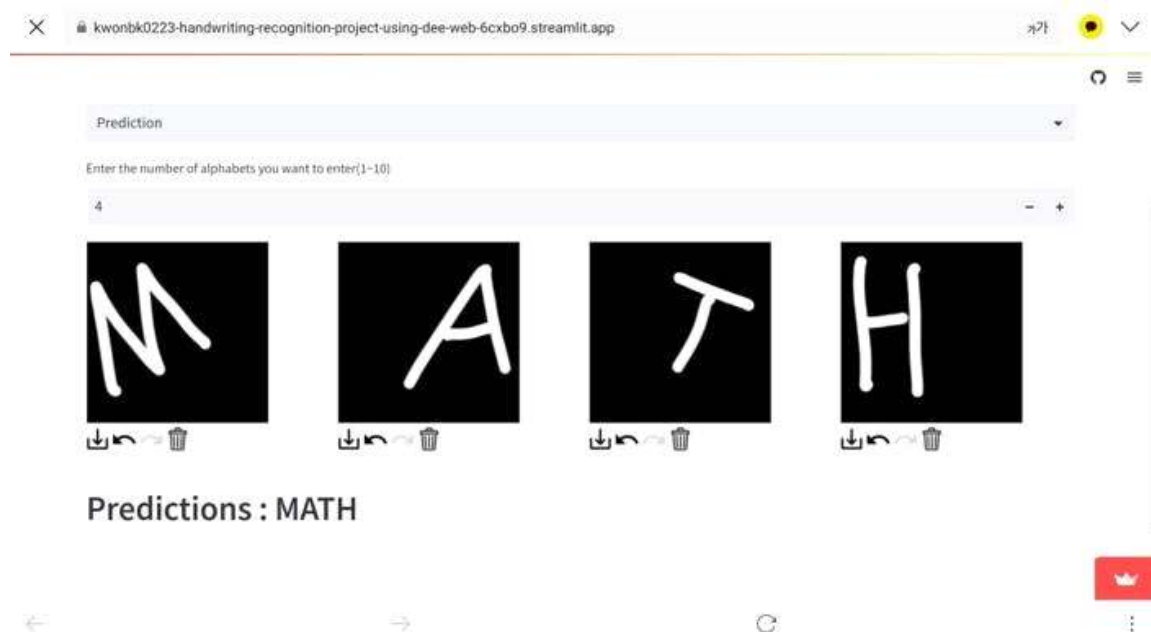 kwonbk0223-handwriting-recognition-project-using-dee-web-6cxbo9.streamlit.app
가
Prediction
Enter the number of alphabets you want to enter(1~10)
4 - +
M A T H
Predictions : MATH